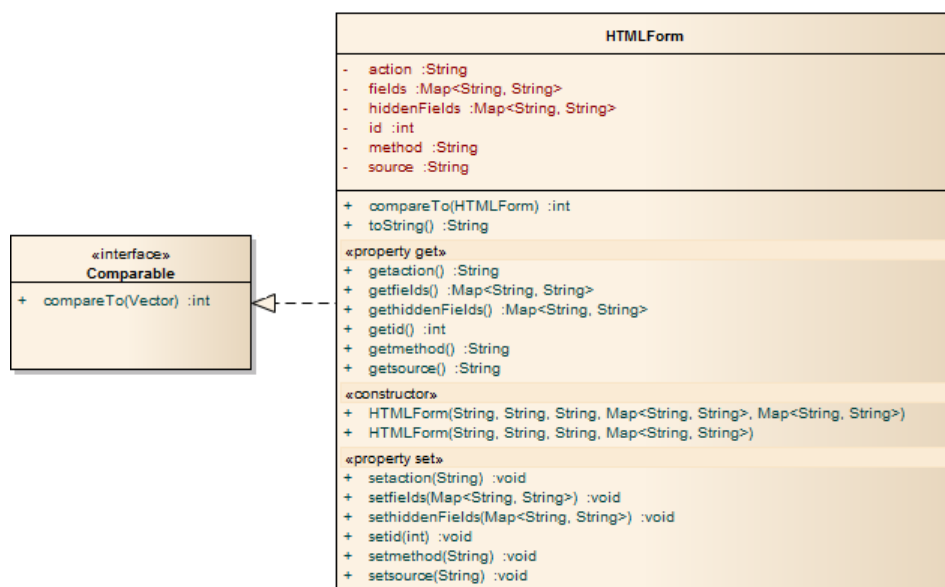 HTMLForm
- action :String
- fields :Map<String, String>
- hiddenFields :Map<String, String>
- id :int
- method :String
- source :String
+ compareTo(HTMLForm) :int
+ toString() :String
«property get»
+ getaction() :String
+ getfields() :Map<String, String>
+ gethiddenFields() :Map<String, String>
+ getid() :int
+ getmethod() :String
+ getsource() :String
«constructor»
+ HTMLForm(String, String, String, Map<String, String>, Map<String, String>)
+ HTMLForm(String, String, String, Map<String, String>)
«property set»
+ setaction(String) :void
+ setfields(Map<String, String>) :void
+ sethiddenFields(Map<String, String>) :void
+ setid(int) :void
+ setmethod(String) :void
+ setsource(String) :void
«interface»
Comparable
+ compareTo(Vector) :int